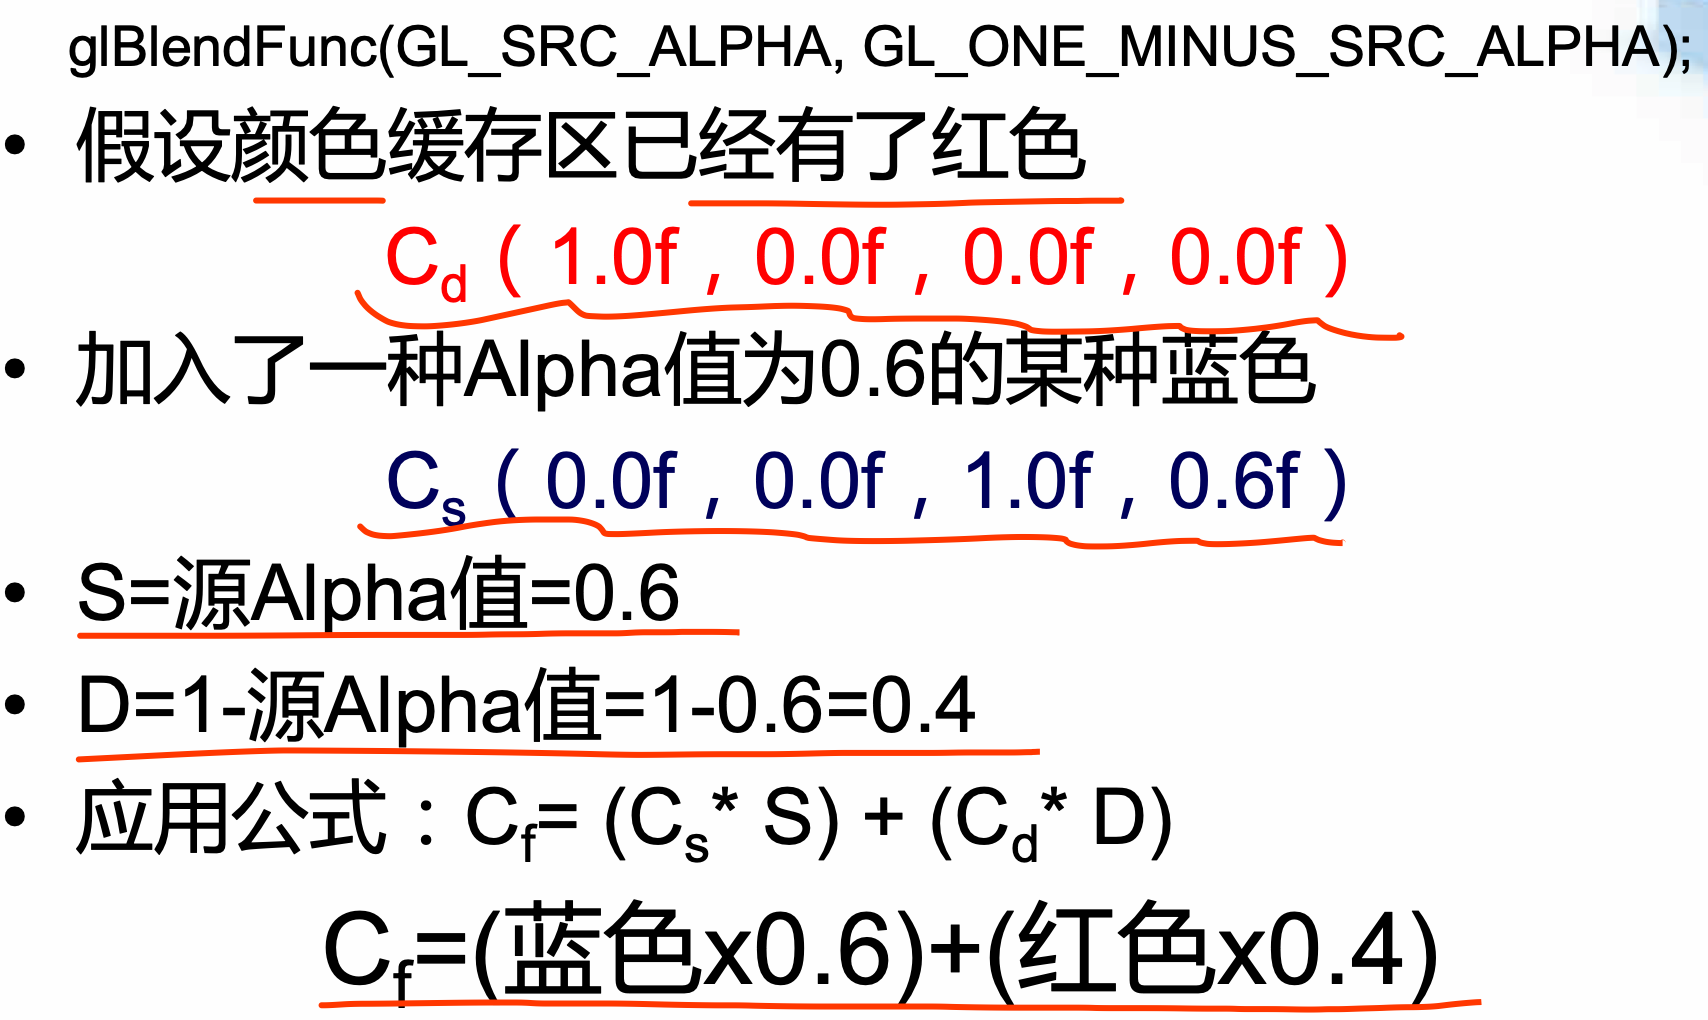 glBlendFunc(GL_SRC_ALPHA, GL_ONE_MINUS_SRC_ALPHA);
• 假设颜色缓存区已经有了红色
C_d ( 1.0f , 0.0f , 0.0f , 0.0f )
• 加入了一种Alpha值为0.6的某种蓝色
C_s ( 0.0f , 0.0f , 1.0f , 0.6f )
• S=源Alpha值=0.6
• D=1-源Alpha值=1-0.6=0.4
• 应用公式：C_f= (C_s* S) + (C_d* D)
C_f=(蓝色x0.6)+(红色x0.4)